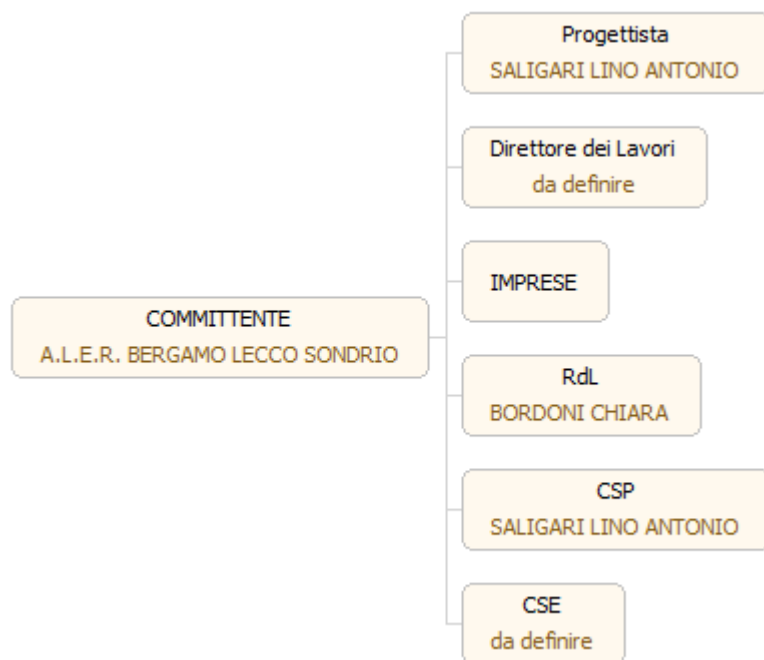 Progettista
SALIGARI LINO ANTONIO
Direttore dei Lavori
da definire
IMPRESE
COMMITTENTE
A.L.E.R. BERGAMO LECCO SONDRIO
RdL
BORDONI CHIARA
CSP
SALIGARI LINO ANTONIO
CSE
da definire